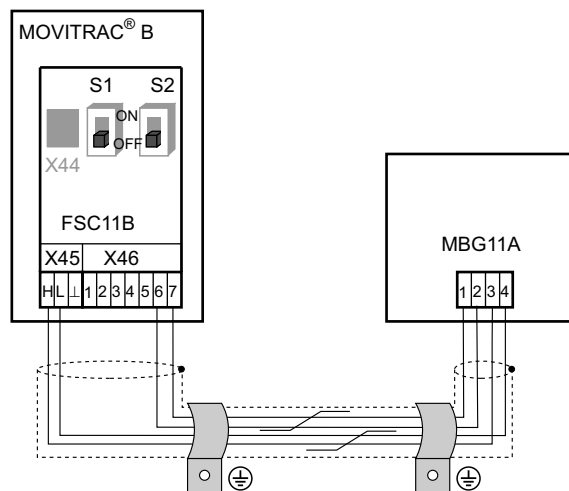 MOVITRAC® B
S1 S2
ON
OFF
X44
FSC11B
MBG11A
X45 X46
H L ⊥ 1 2 3 4 5 6 7
1 2 3 4